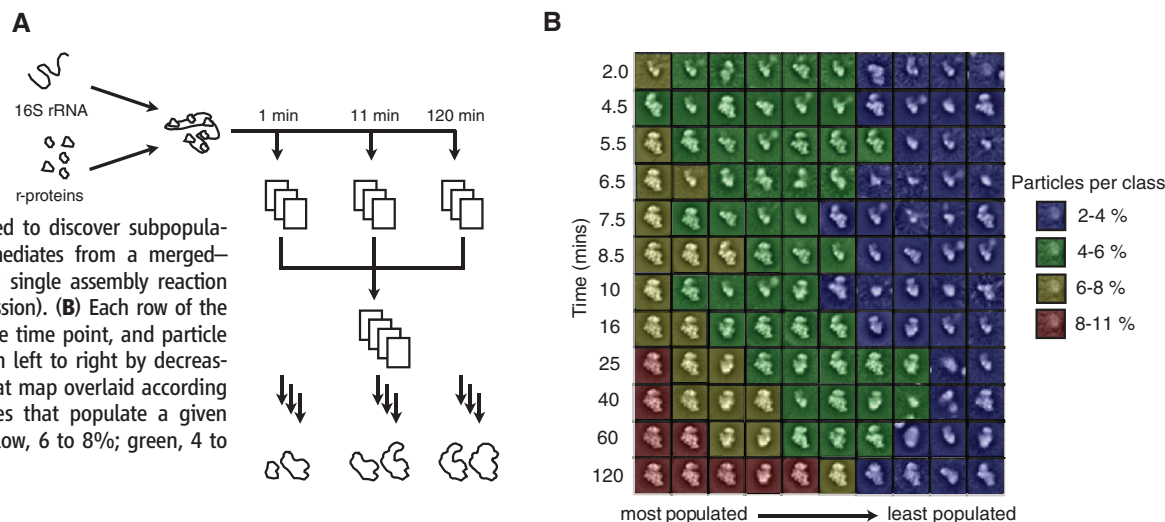 A
16S rRNA
r-proteins
1 min
11 min
120 min
ed to discover subpopula-
mediates from a merged—
single assembly reaction
ssion). (B) Each row of the
e time point, and particle
n left to right by decreas-
at map overlaid according
es that populate a given
low, 6 to 8%; green, 4 to
B
Time (mins)
2.0
4.5
5.5
6.5
7.5
8.5
10
16
25
40
60
120
most populated
least populated
Particles per class
2-4 %
4-6 %
6-8 %
8-11 %